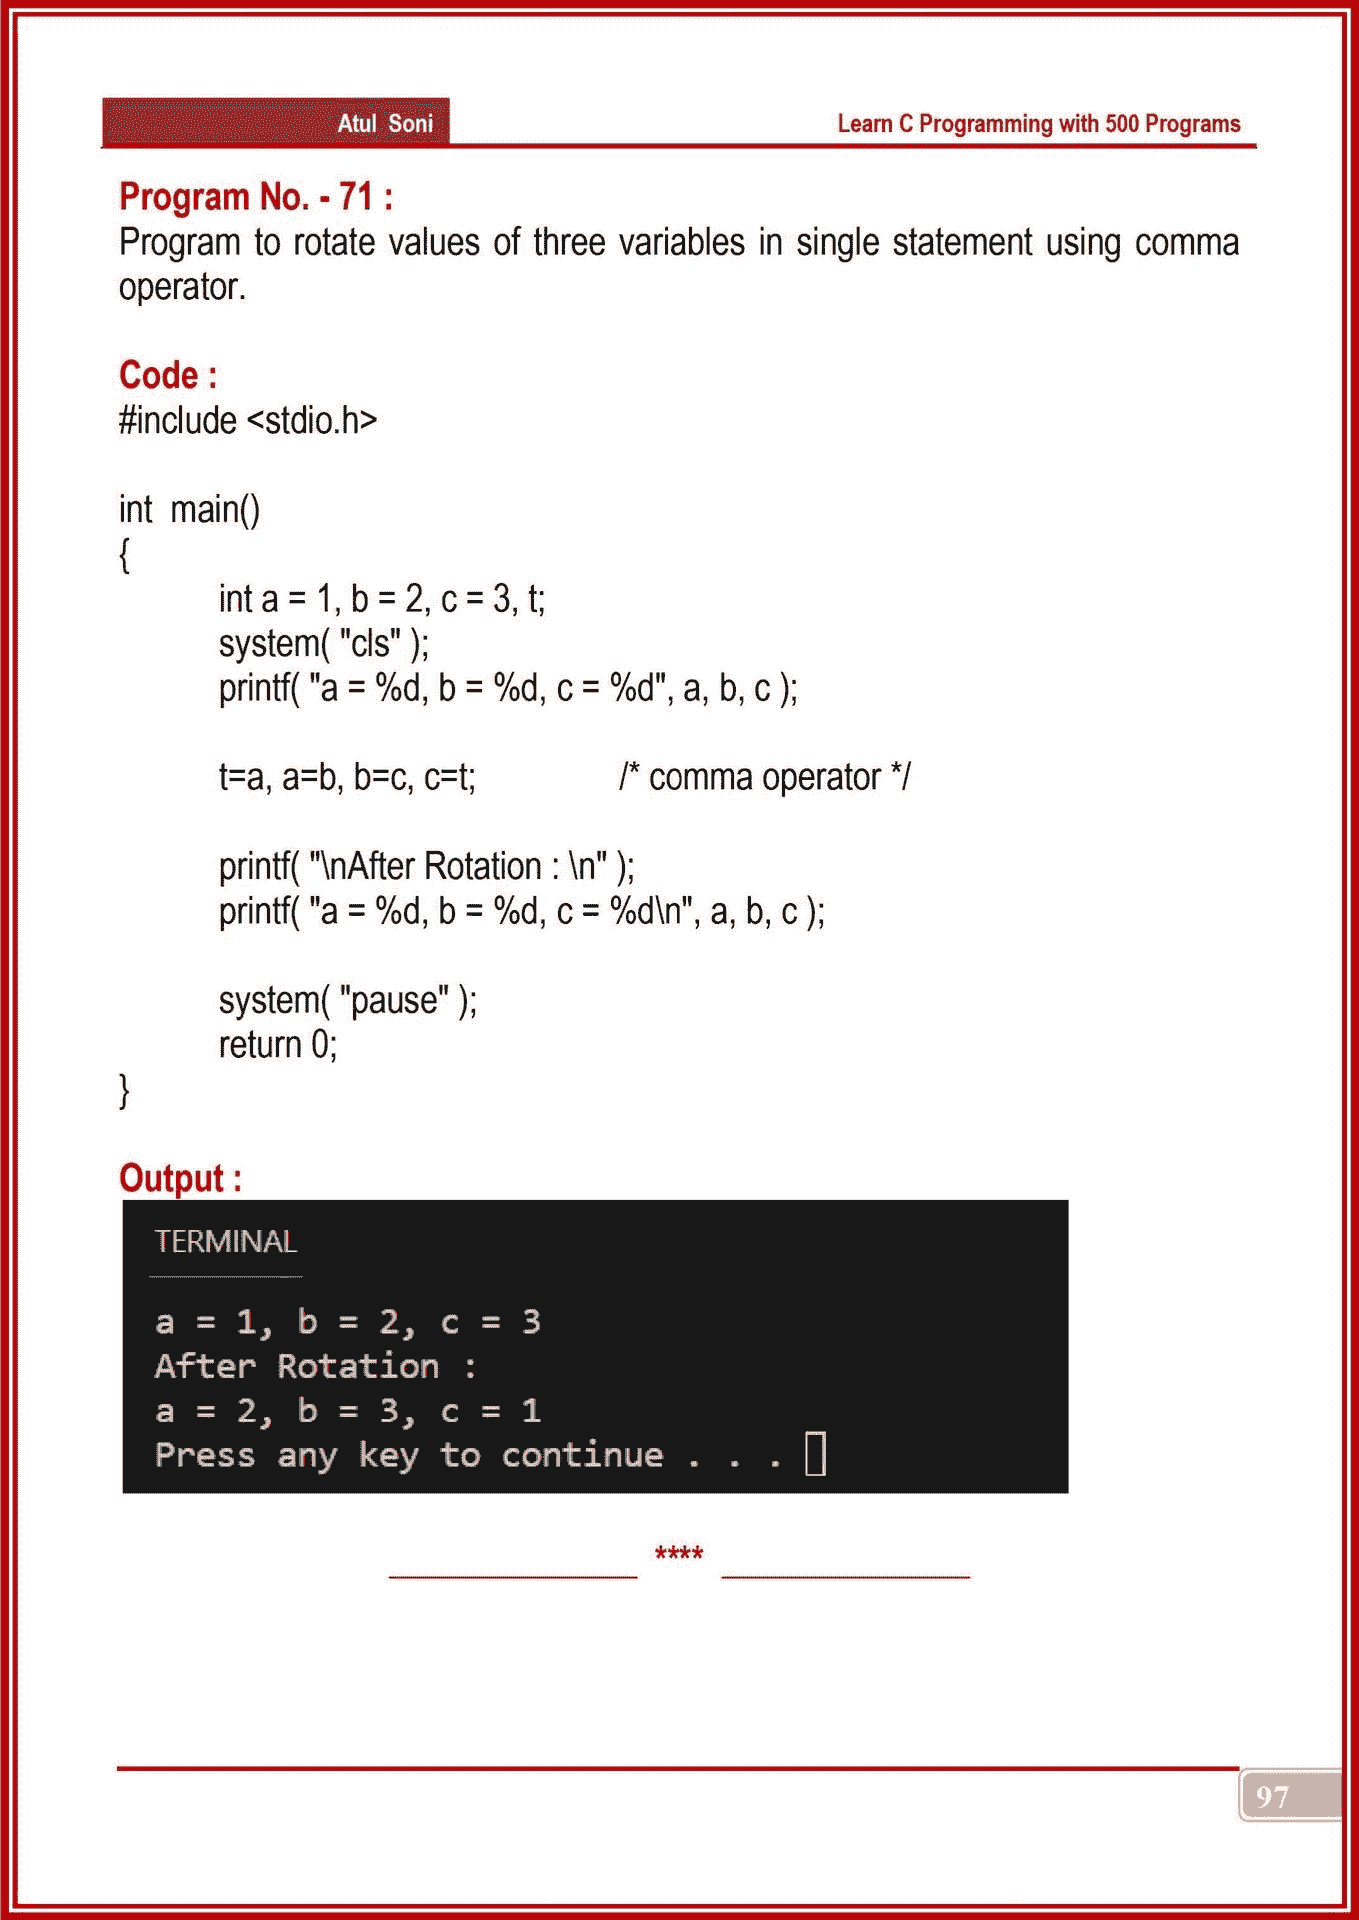 Atul Soni
Learn C Programming with 500 Programs
Program No. - 71 :
Program to rotate values of three variables in single statement using comma
operator.
Code :
#include <stdio.h>
int main()
{
int a = 1, b = 2, c = 3, t;
system( "cls" );
printf( "a = %d, b = %d, c = %d", a, b, c );
t=a, a=b, b=c, c=t; /* comma operator */
printf( "\nAfter Rotation : \n" );
printf( "a = %d, b = %d, c = %d\n", a, b, c );
system( "pause" );
return 0;
}
Output :
TERMINAL
a = 1, b = 2, c = 3
After Rotation :
a = 2, b = 3, c = 1
Press any key to continue . . .
****
97